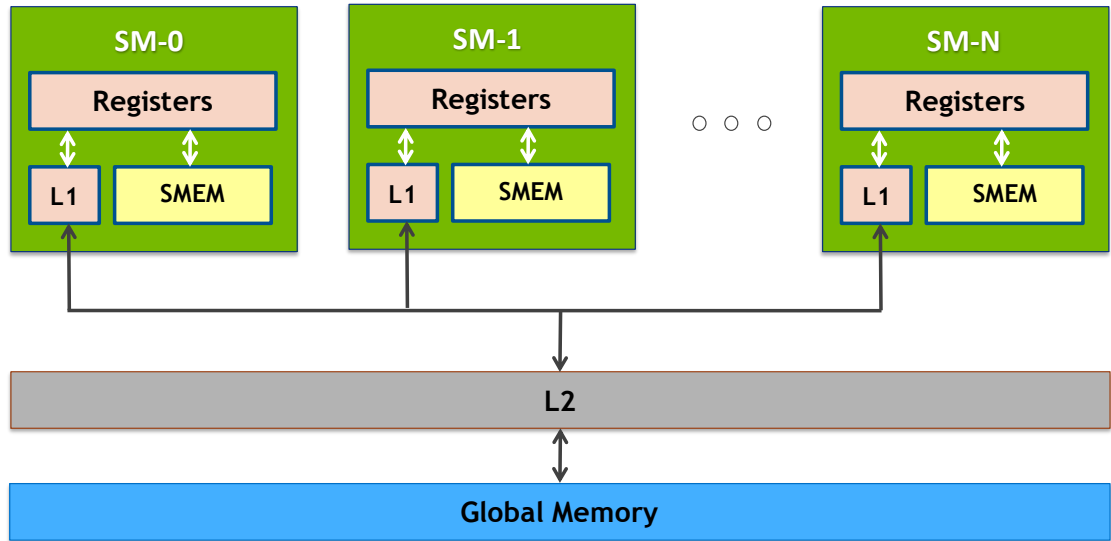 SM-0
SM-1
SM-N
Registers
Registers
Registers
L1
SMEM
L1
SMEM
L1
SMEM
L2
Global Memory